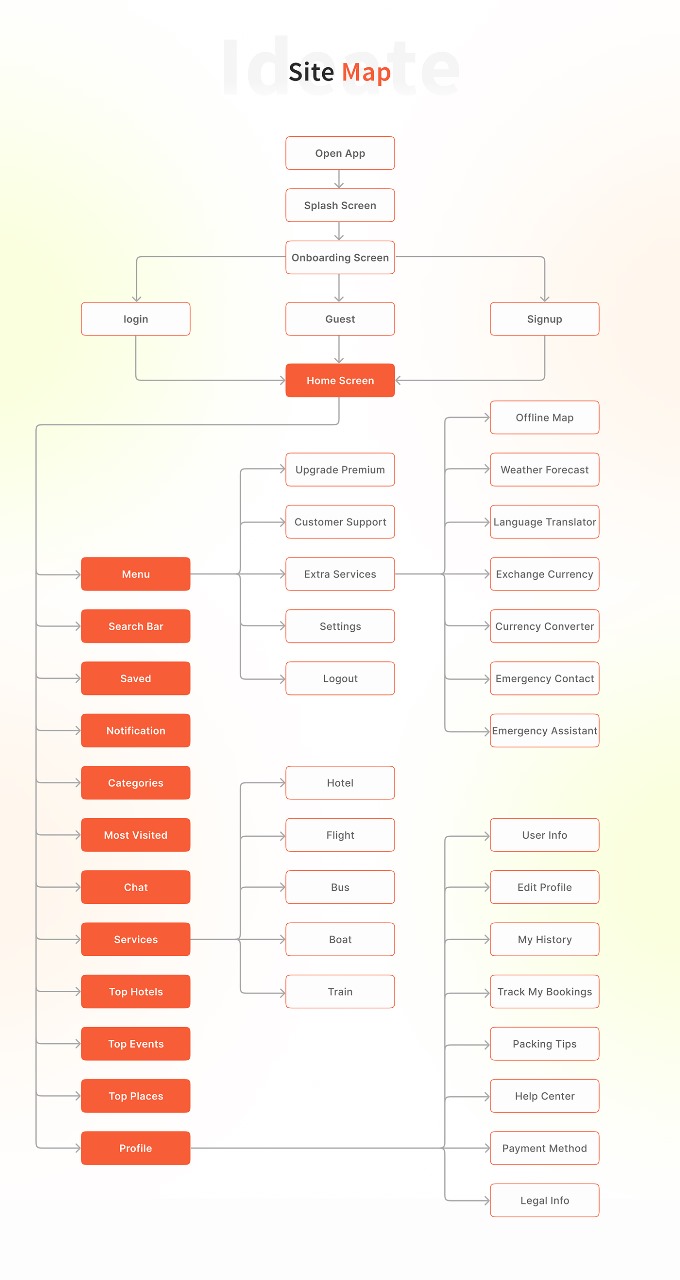 Ideate
Site Map
Open App
Splash Screen
Onboarding Screen
login
Guest
Signup
Home Screen
Offline Map
Upgrade Premium
Weather Forecast
Customer Support
Language Translator
Menu
Extra Services
Exchange Currency
Search Bar
Settings
Currency Converter
Saved
Logout
Emergency Contact
Notification
Emergency Assistant
Categories
Hotel
Most Visited
Flight
User Info
Chat
Bus
Edit Profile
Services
Boat
My History
Top Hotels
Train
Track My Bookings
Top Events
Packing Tips
Top Places
Help Center
Profile
Payment Method
Legal Info